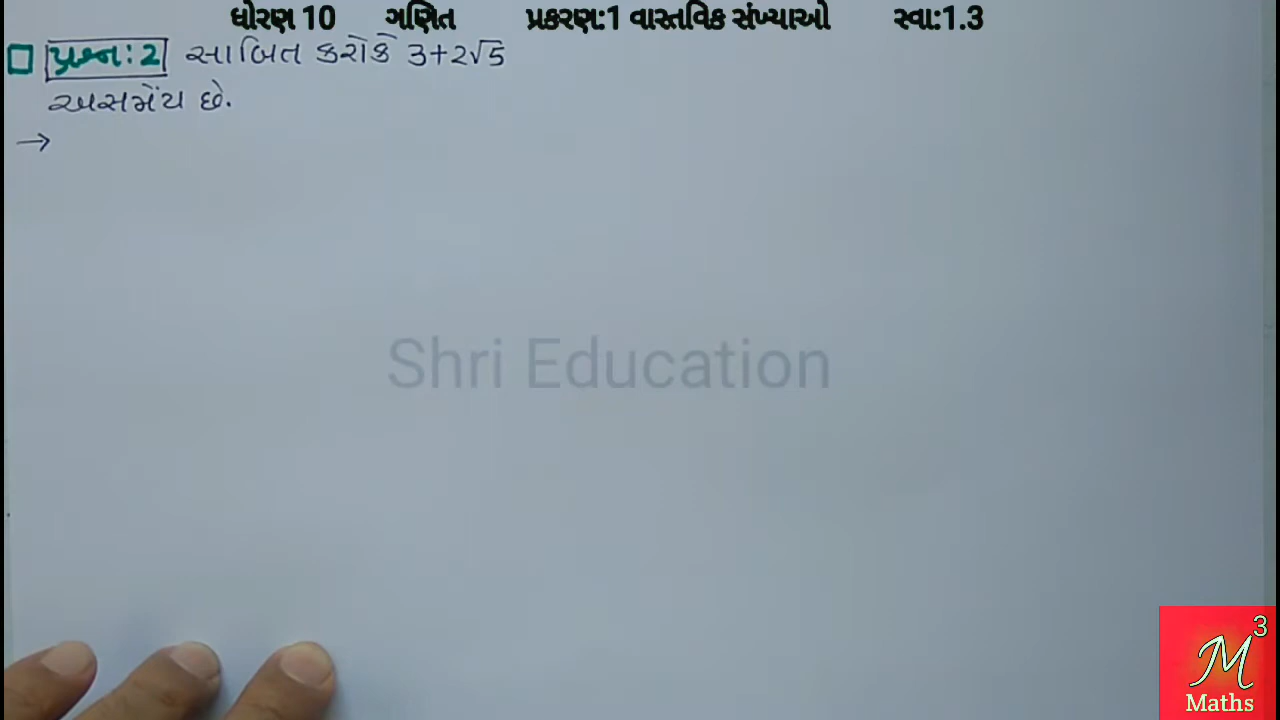 ધોરણ 10 ગણિત પ્રકરણ:1 વાસ્તવિક સંખ્યાઓ સ્વા:1.3
પ્રશ્ન:2 સાબિત કરોકે 3+2√5
અસમેંય છે.
→
Shri Education
M3
Maths